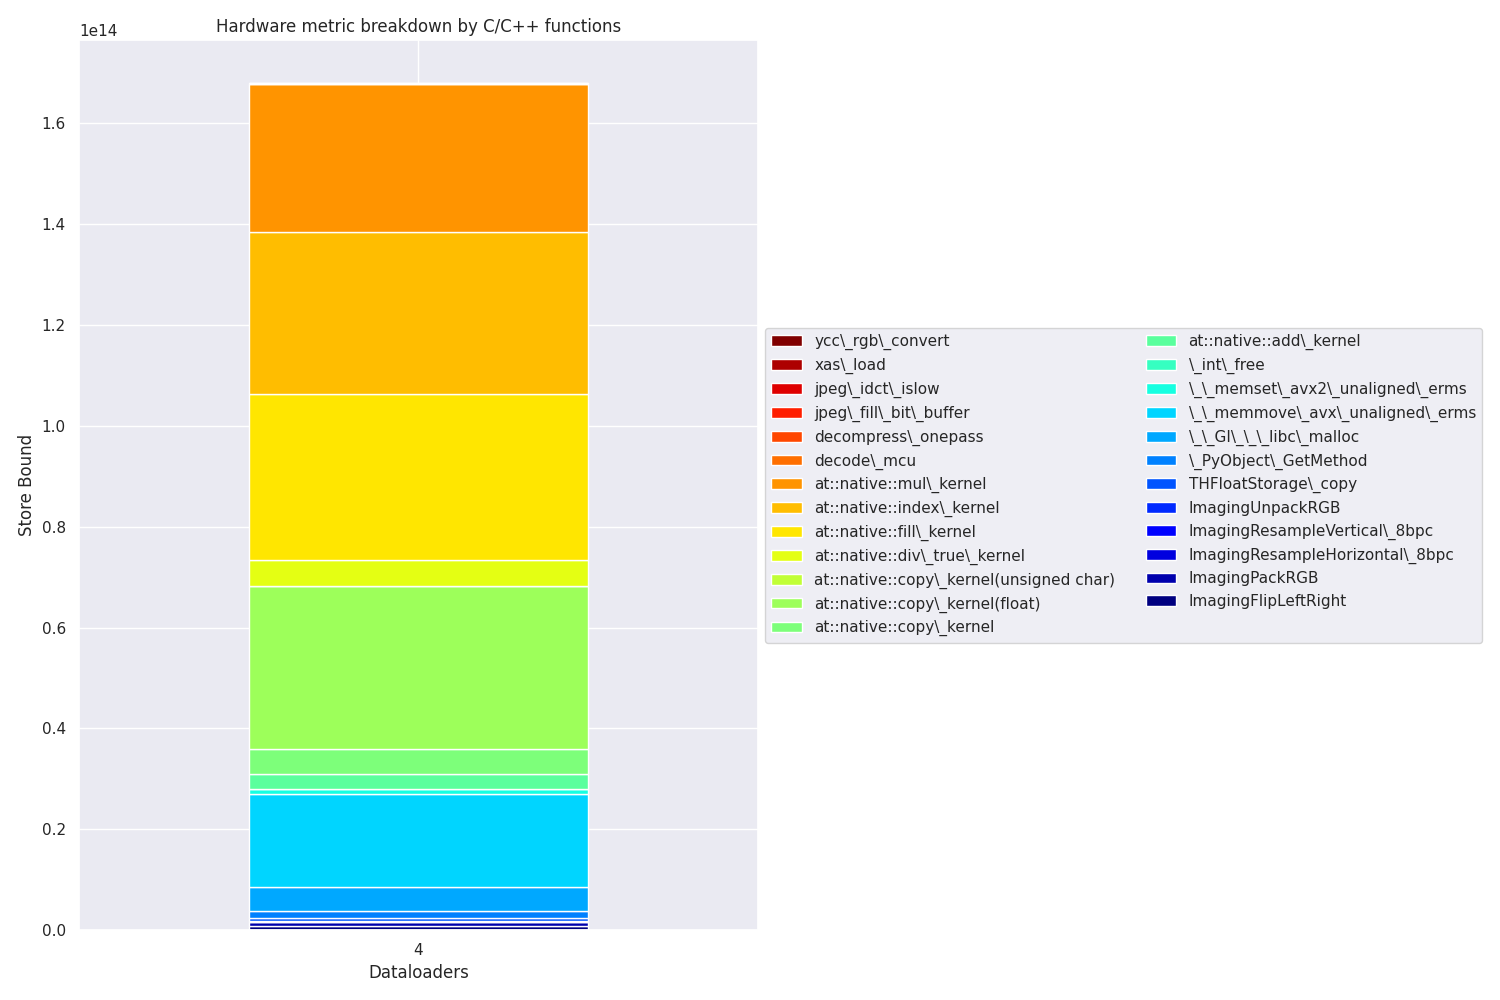 Hardware metric breakdown by C/C++ functions
1e14
1.6
1.4
1.2
1.0
0.8
0.6
0.4
0.2
0.0
Store Bound
4
Dataloaders
ycc\_rgb\_convert
xas\_load
jpeg\_idct\_islow
jpeg\_fill\_bit\_buffer
decompress\_onepass
decode\_mcu
at::native::mul\_kernel
at::native::index\_kernel
at::native::fill\_kernel
at::native::div\_true\_kernel
at::native::copy\_kernel(unsigned char)
at::native::copy\_kernel(float)
at::native::copy\_kernel
at::native::add\_kernel
\_int\_free
\_\_memset\_avx2\_unaligned\_erms
\_\_memmove\_avx\_unaligned\_erms
\_\_GI\_\_\_libc\_malloc
\_PyObject\_GetMethod
THFloatStorage\_copy
ImagingUnpackRGB
ImagingResampleVertical\_8bpc
ImagingResampleHorizontal\_8bpc
ImagingPackRGB
ImagingFlipLeftRight